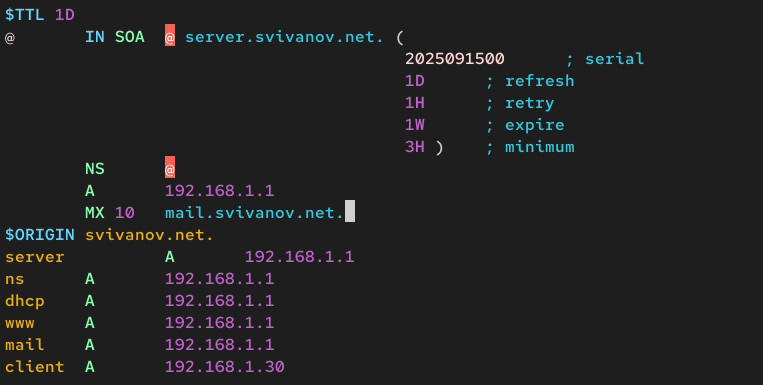 $TTL 1D
@ IN SOA @ server.svivanov.net. (
2025091500 ; serial
1D ; refresh
1H ; retry
1W ; expire
3H ) ; minimum
NS @
A 192.168.1.1
MX 10 mail.svivanov.net.
$ORIGIN svivanov.net.
server A 192.168.1.1
ns A 192.168.1.1
dhcp A 192.168.1.1
www A 192.168.1.1
mail A 192.168.1.1
client A 192.168.1.30